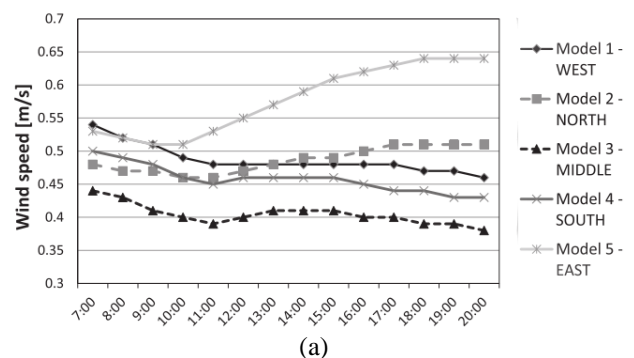 0.7
0.65
0.6
0.55
0.5
0.45
0.4
0.35
0.3
Wind speed [m/s]
7:00
8:00
9:00
10:00
11:00
12:00
13:00
14:00
15:00
16:00
17:00
18:00
19:00
20:00
Model 1 -
WEST
Model 2 -
NORTH
Model 3 -
MIDDLE
Model 4 -
SOUTH
Model 5 -
EAST
(a)